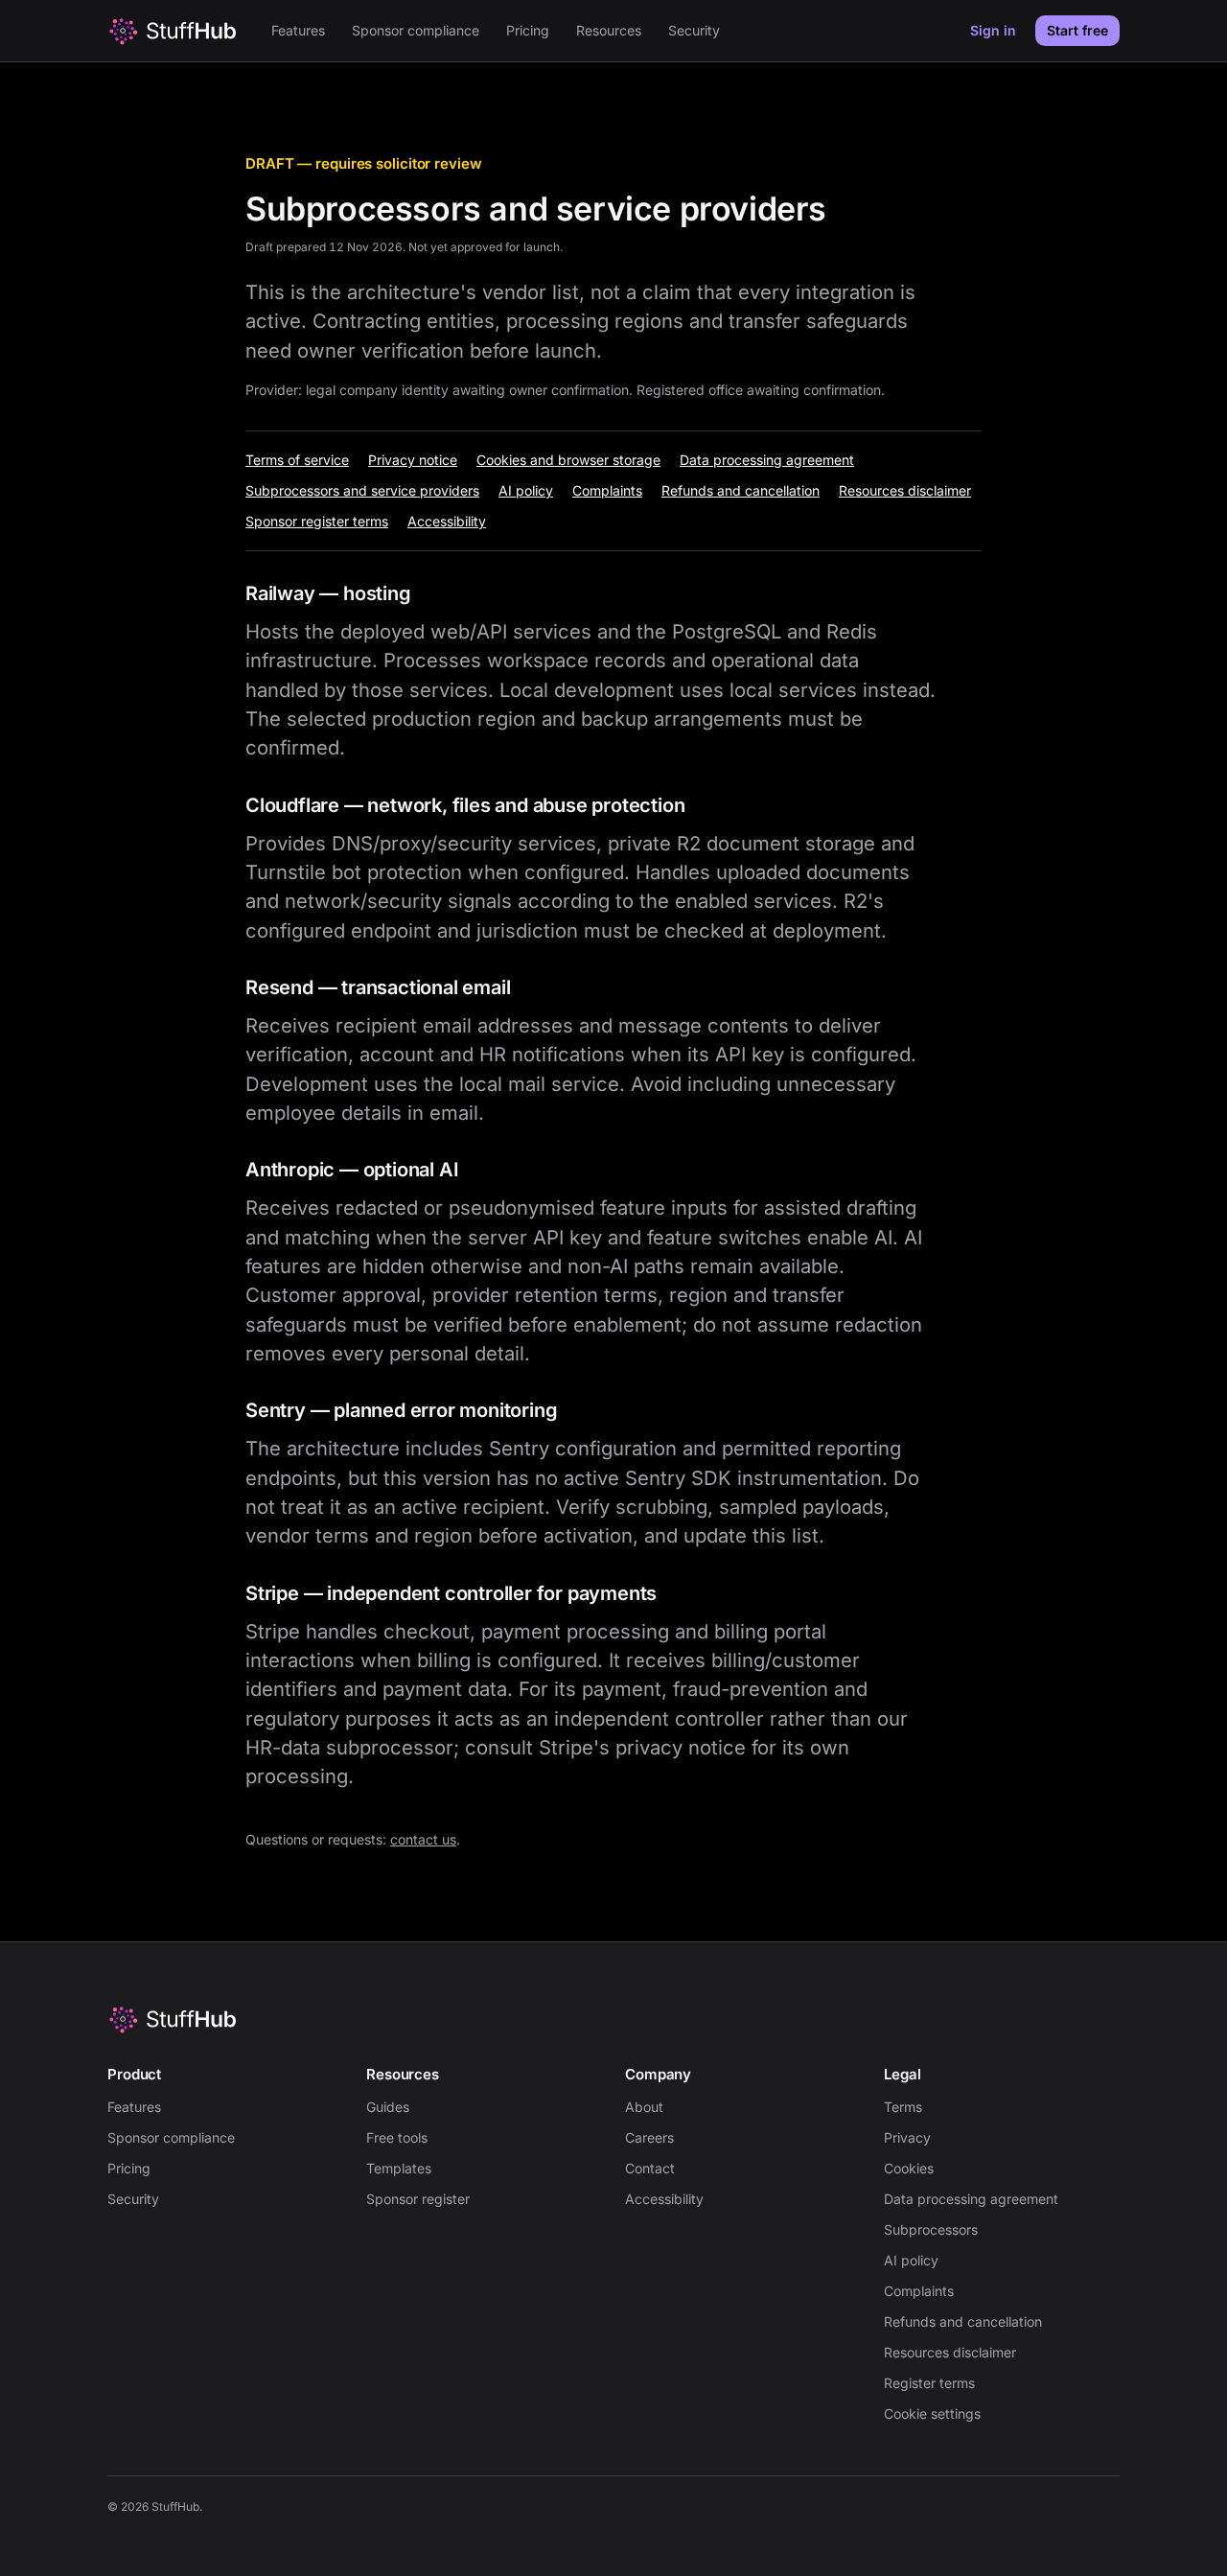 StuffHub Features Sponsor compliance Pricing Resources Security Sign in Start free
DRAFT — requires solicitor review
Subprocessors and service providers
Draft prepared 12 Nov 2026. Not yet approved for launch.
This is the architecture's vendor list, not a claim that every integration is
active. Contracting entities, processing regions and transfer safeguards
need owner verification before launch.
Provider: legal company identity awaiting owner confirmation. Registered office awaiting confirmation.
Terms of service Privacy notice Cookies and browser storage Data processing agreement
Subprocessors and service providers AI policy Complaints Refunds and cancellation Resources disclaimer
Sponsor register terms Accessibility
Railway — hosting
Hosts the deployed web/API services and the PostgreSQL and Redis
infrastructure. Processes workspace records and operational data
handled by those services. Local development uses local services instead.
The selected production region and backup arrangements must be
confirmed.
Cloudflare — network, files and abuse protection
Provides DNS/proxy/security services, private R2 document storage and
Turnstile bot protection when configured. Handles uploaded documents
and network/security signals according to the enabled services. R2's
configured endpoint and jurisdiction must be checked at deployment.
Resend — transactional email
Receives recipient email addresses and message contents to deliver
verification, account and HR notifications when its API key is configured.
Development uses the local mail service. Avoid including unnecessary
employee details in email.
Anthropic — optional AI
Receives redacted or pseudonymised feature inputs for assisted drafting
and matching when the server API key and feature switches enable AI. AI
features are hidden otherwise and non-AI paths remain available.
Customer approval, provider retention terms, region and transfer
safeguards must be verified before enablement; do not assume redaction
removes every personal detail.
Sentry — planned error monitoring
The architecture includes Sentry configuration and permitted reporting
endpoints, but this version has no active Sentry SDK instrumentation. Do
not treat it as an active recipient. Verify scrubbing, sampled payloads,
vendor terms and region before activation, and update this list.
Stripe — independent controller for payments
Stripe handles checkout, payment processing and billing portal
interactions when billing is configured. It receives billing/customer
identifiers and payment data. For its payment, fraud-prevention and
regulatory purposes it acts as an independent controller rather than our
HR-data subprocessor; consult Stripe's privacy notice for its own
processing.
Questions or requests: contact us.
StuffHub
Product
Features
Sponsor compliance
Pricing
Security
Resources
Guides
Free tools
Templates
Sponsor register
Company
About
Careers
Contact
Accessibility
Legal
Terms
Privacy
Cookies
Data processing agreement
Subprocessors
AI policy
Complaints
Refunds and cancellation
Resources disclaimer
Register terms
Cookie settings
© 2026 StuffHub.